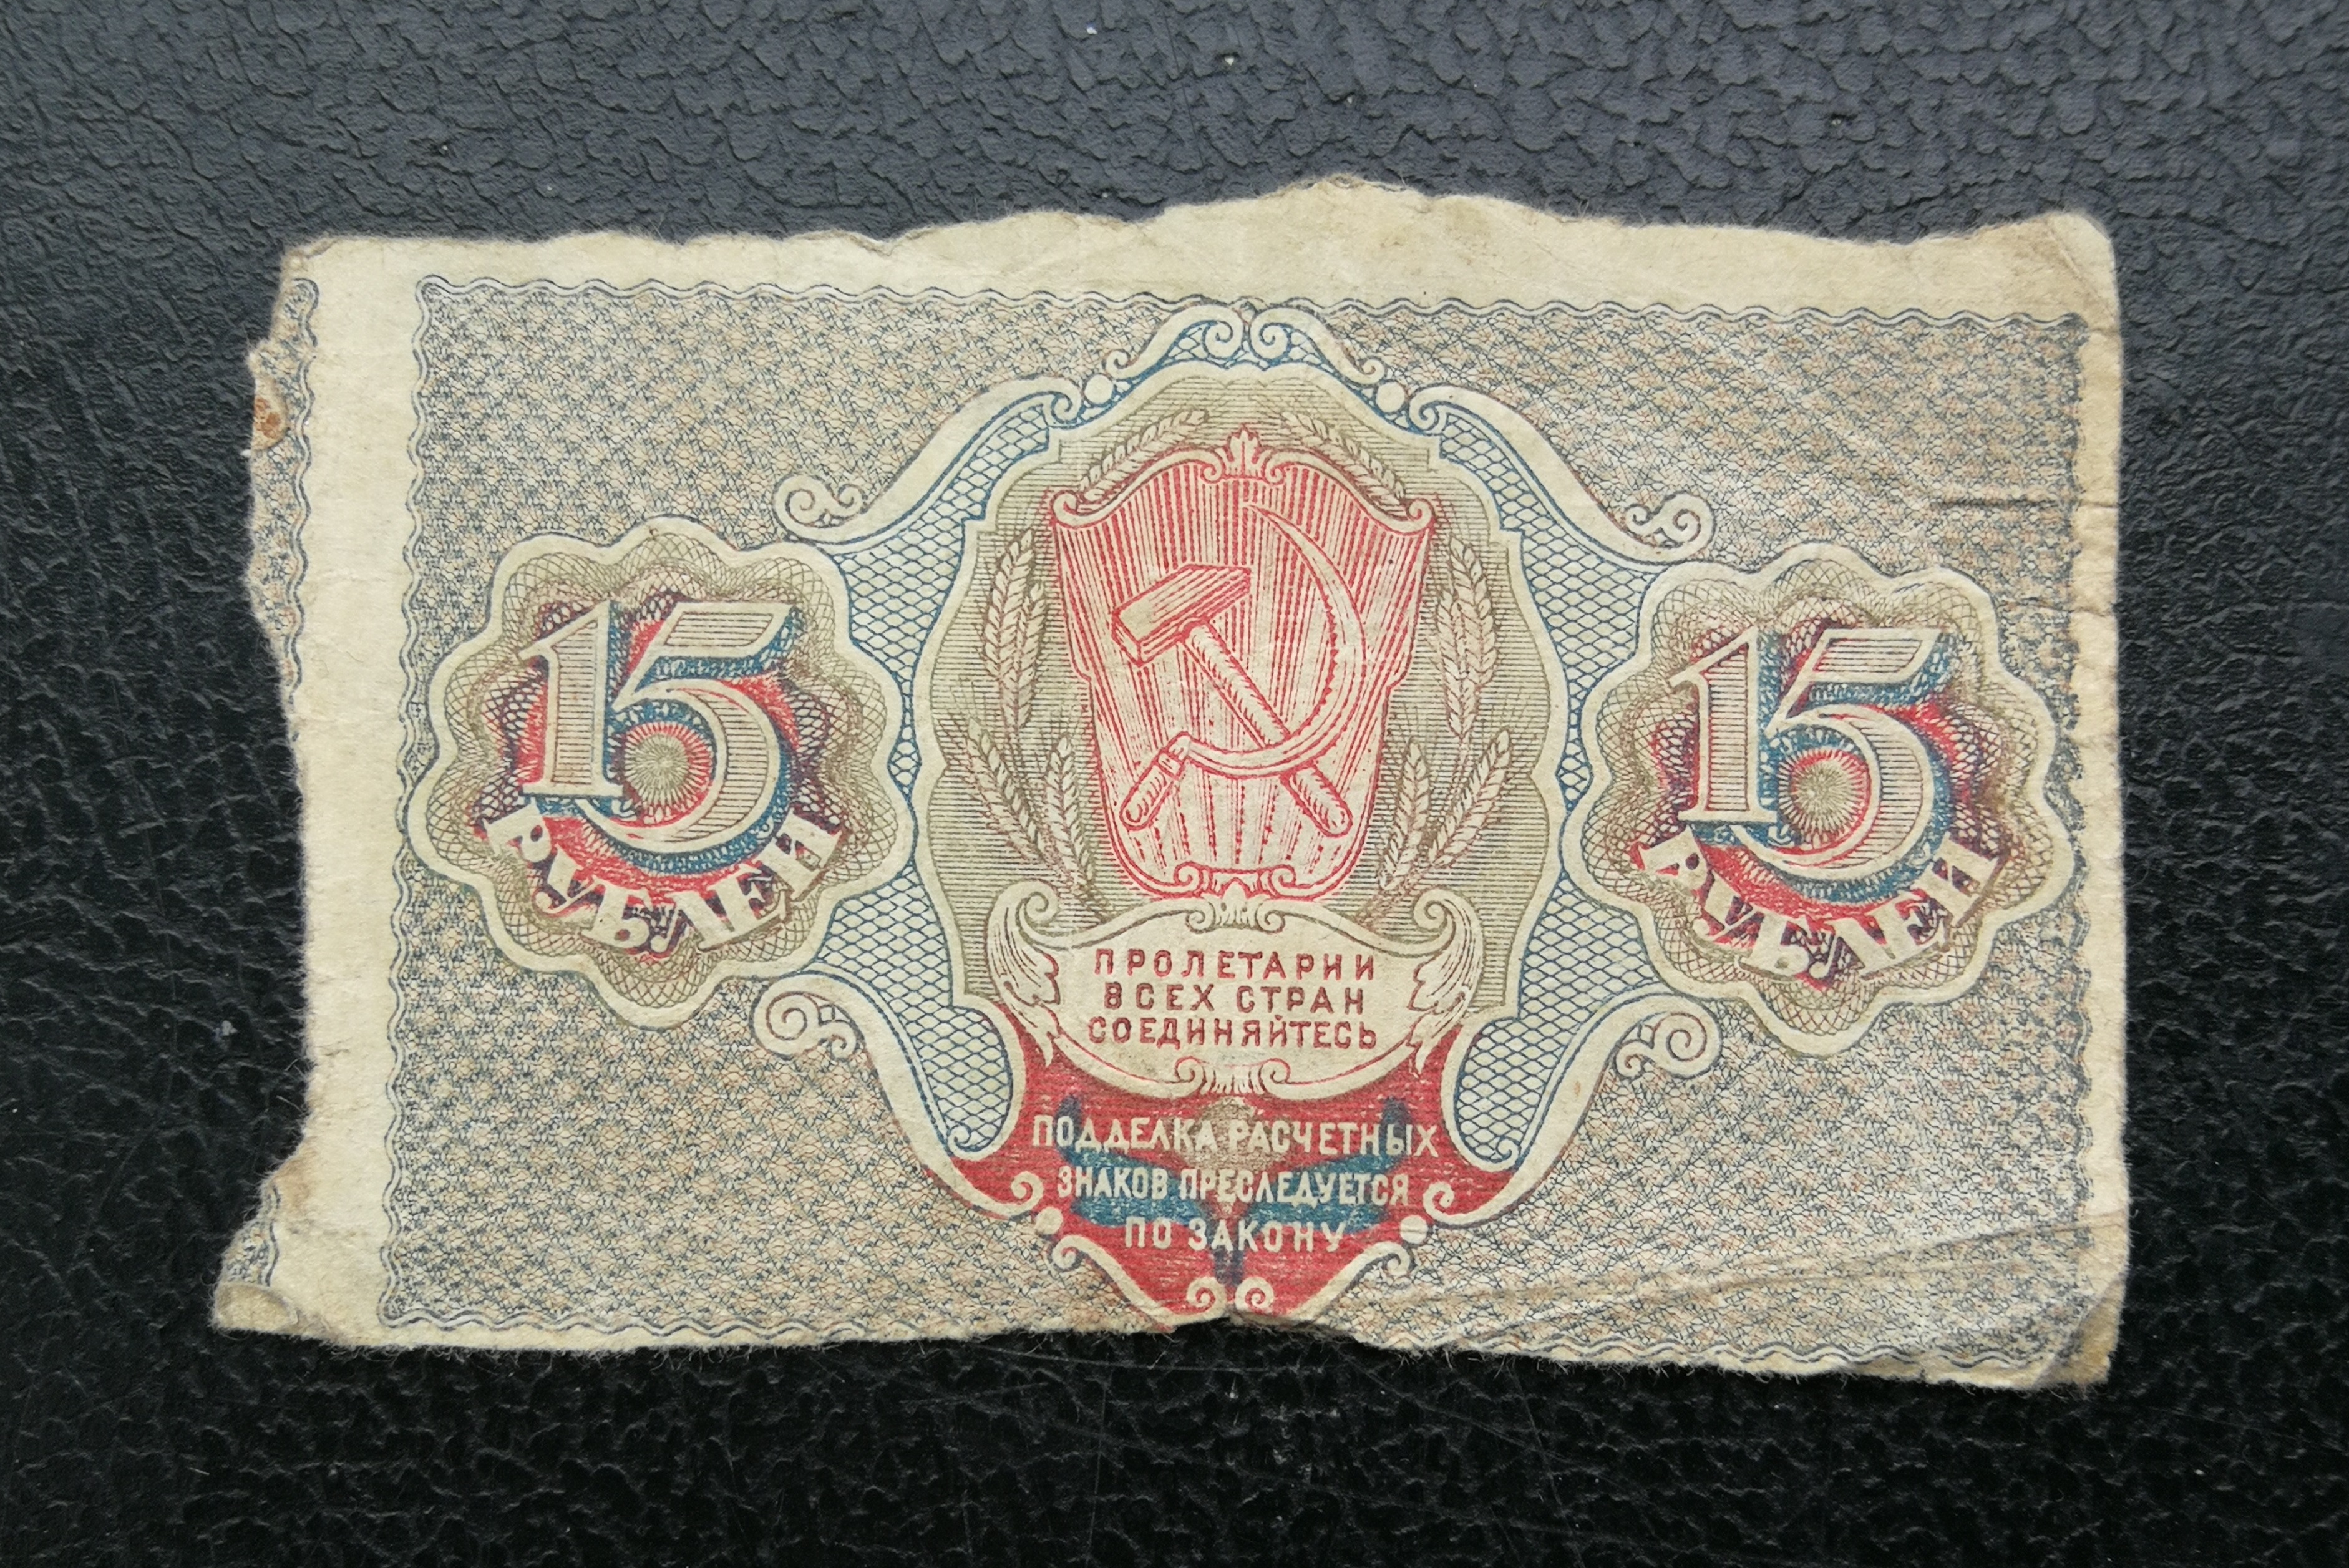 15
РУБЛЕЙ
ПРОЛЕТАРИИ
ВСЕХ СТРАН
СОЕДИНЯЙТЕСЬ
ПОДДЕЛКА РАСЧЕТНЫХ
ЗНАКОВ ПРЕСЛЕДУЕТСЯ
ПО ЗАКОНУ
15
РУБЛЕЙ